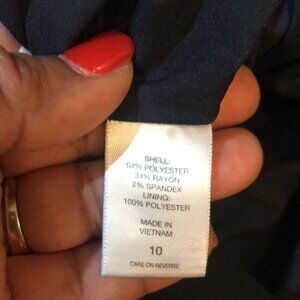 SHELL:
64% POLYESTER
34% RAYON
2% SPANDEX
LINING:
100% POLYESTER
MADE IN
VIETNAM
10
CARE ON REVERSE